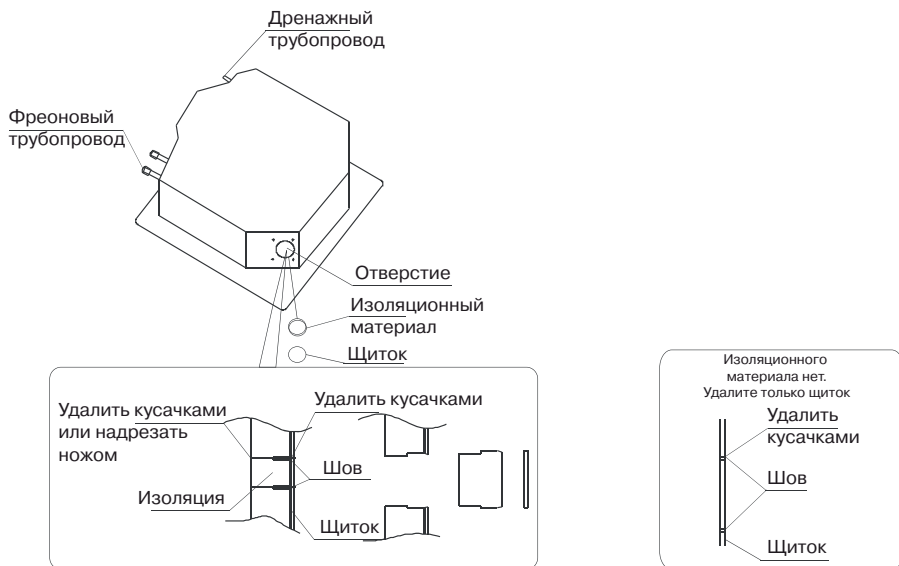 Дренажный
трубопровод
Фреоновый
трубопровод
Отверстие
Изоляционный
материал
Щиток
Удалить кусачками
или надрезать
ножом
Удалить кусачками
Шов
Изоляция
Щиток
Изоляционного
материала нет.
Удалите только щиток
Удалить
кусачками
Шов
Щиток